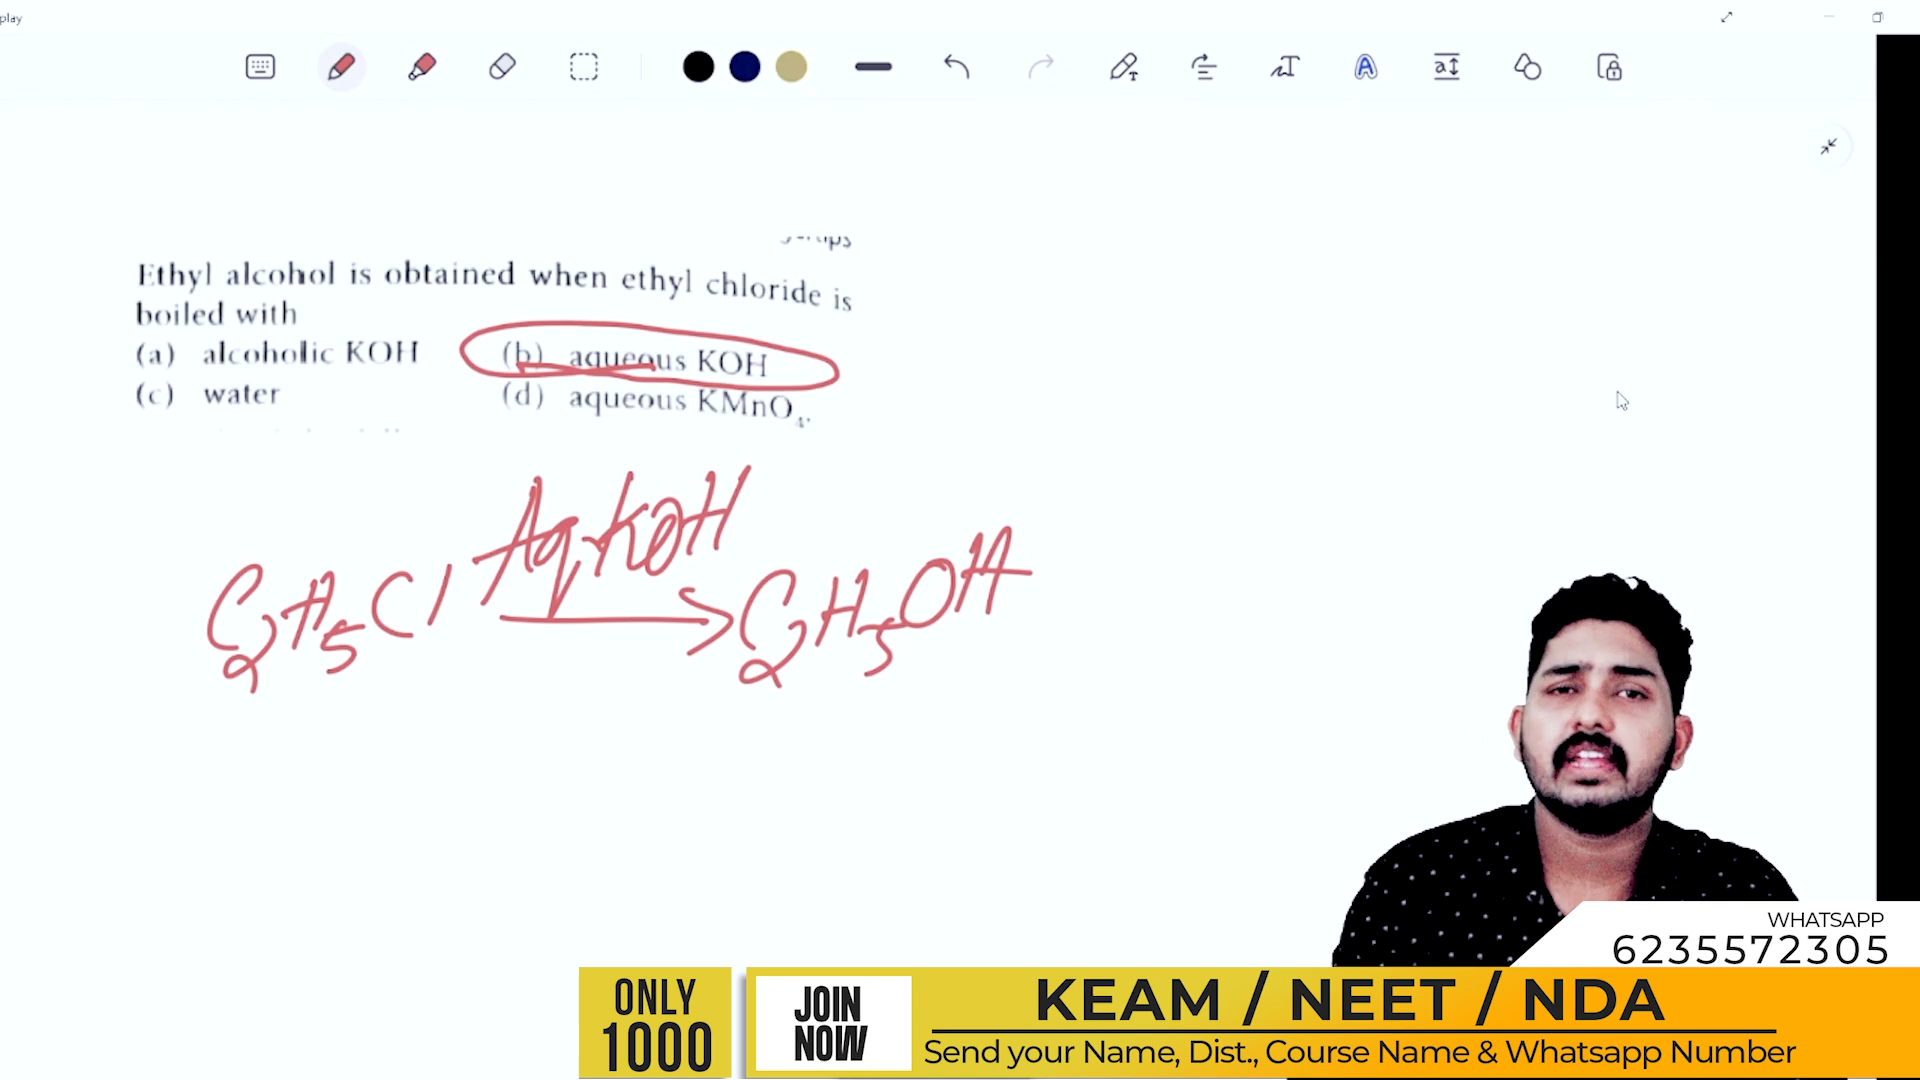 play
Ethyl alcohol is obtained when ethyl chloride is
boiled with
(a) alcoholic KOH (b) aqueous KOH
(c) water (d) aqueous KMnO₄.
Aq.KOH
C₂H₅Cl → C₂H₅OH
WHATSAPP
6235572305
ONLY
1000
JOIN
NOW
KEAM / NEET / NDA
Send your Name, Dist., Course Name & Whatsapp Number